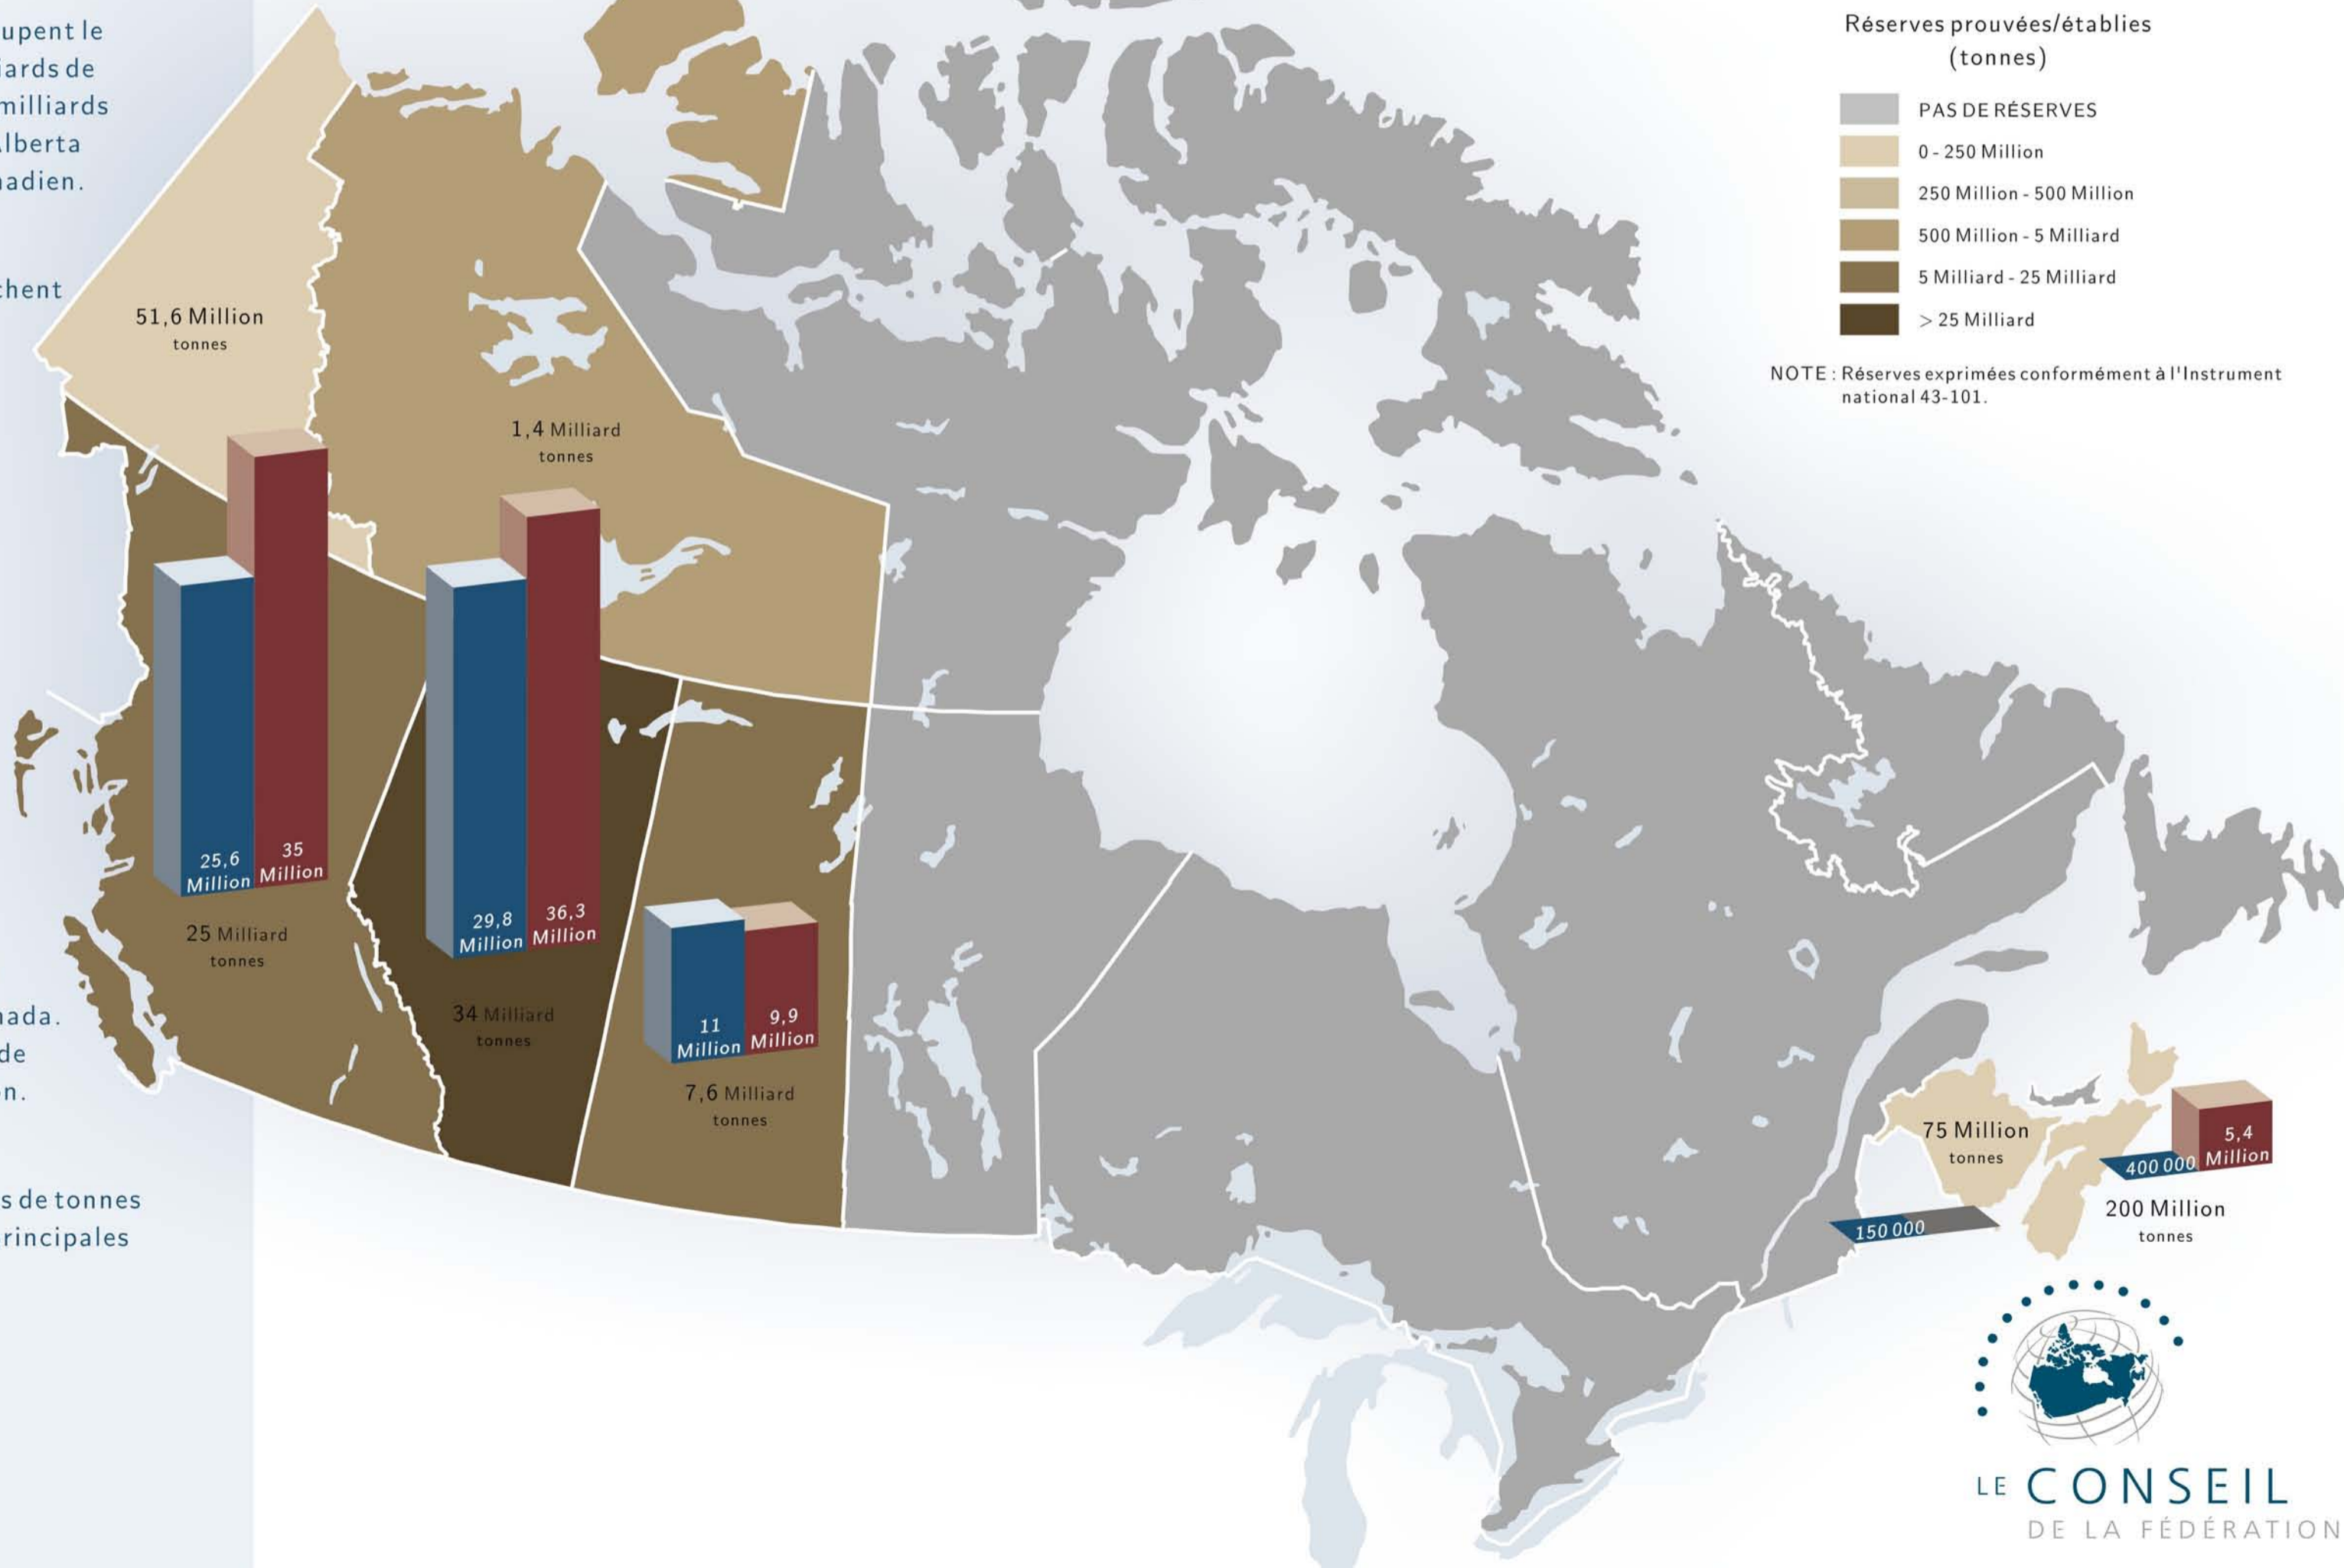 upent le
iards de
milliards
lberta
nadien.
chent
nada.
de
n.
s de tonnes
rincipales
Réserves prouvées/établies
(tonnes)
PAS DE RÉSERVES
0 - 250 Million
250 Million - 500 Million
500 Million - 5 Milliard
5 Milliard - 25 Milliard
> 25 Milliard
NOTE : Réserves exprimées conformément à l'Instrument
national 43-101.
51,6 Million
tonnes
1,4 Milliard
tonnes
25,6
Million
35
Million
25 Milliard
tonnes
29,8
Million
36,3
Million
34 Milliard
tonnes
11
Million
9,9
Million
7,6 Milliard
tonnes
75 Million
tonnes
150 000
400 000
5,4
Million
200 Million
tonnes
LE CONSEIL
DE LA FÉDÉRATION